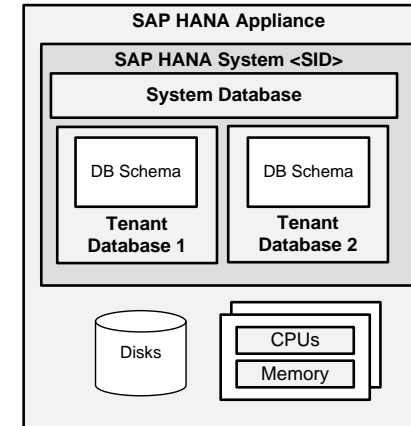 SAP HANA Appliance
SAP HANA System <SID>
System Database
DB Schema
Tenant
Database 1
DB Schema
Tenant
Database 2
Disks
CPUs
Memory